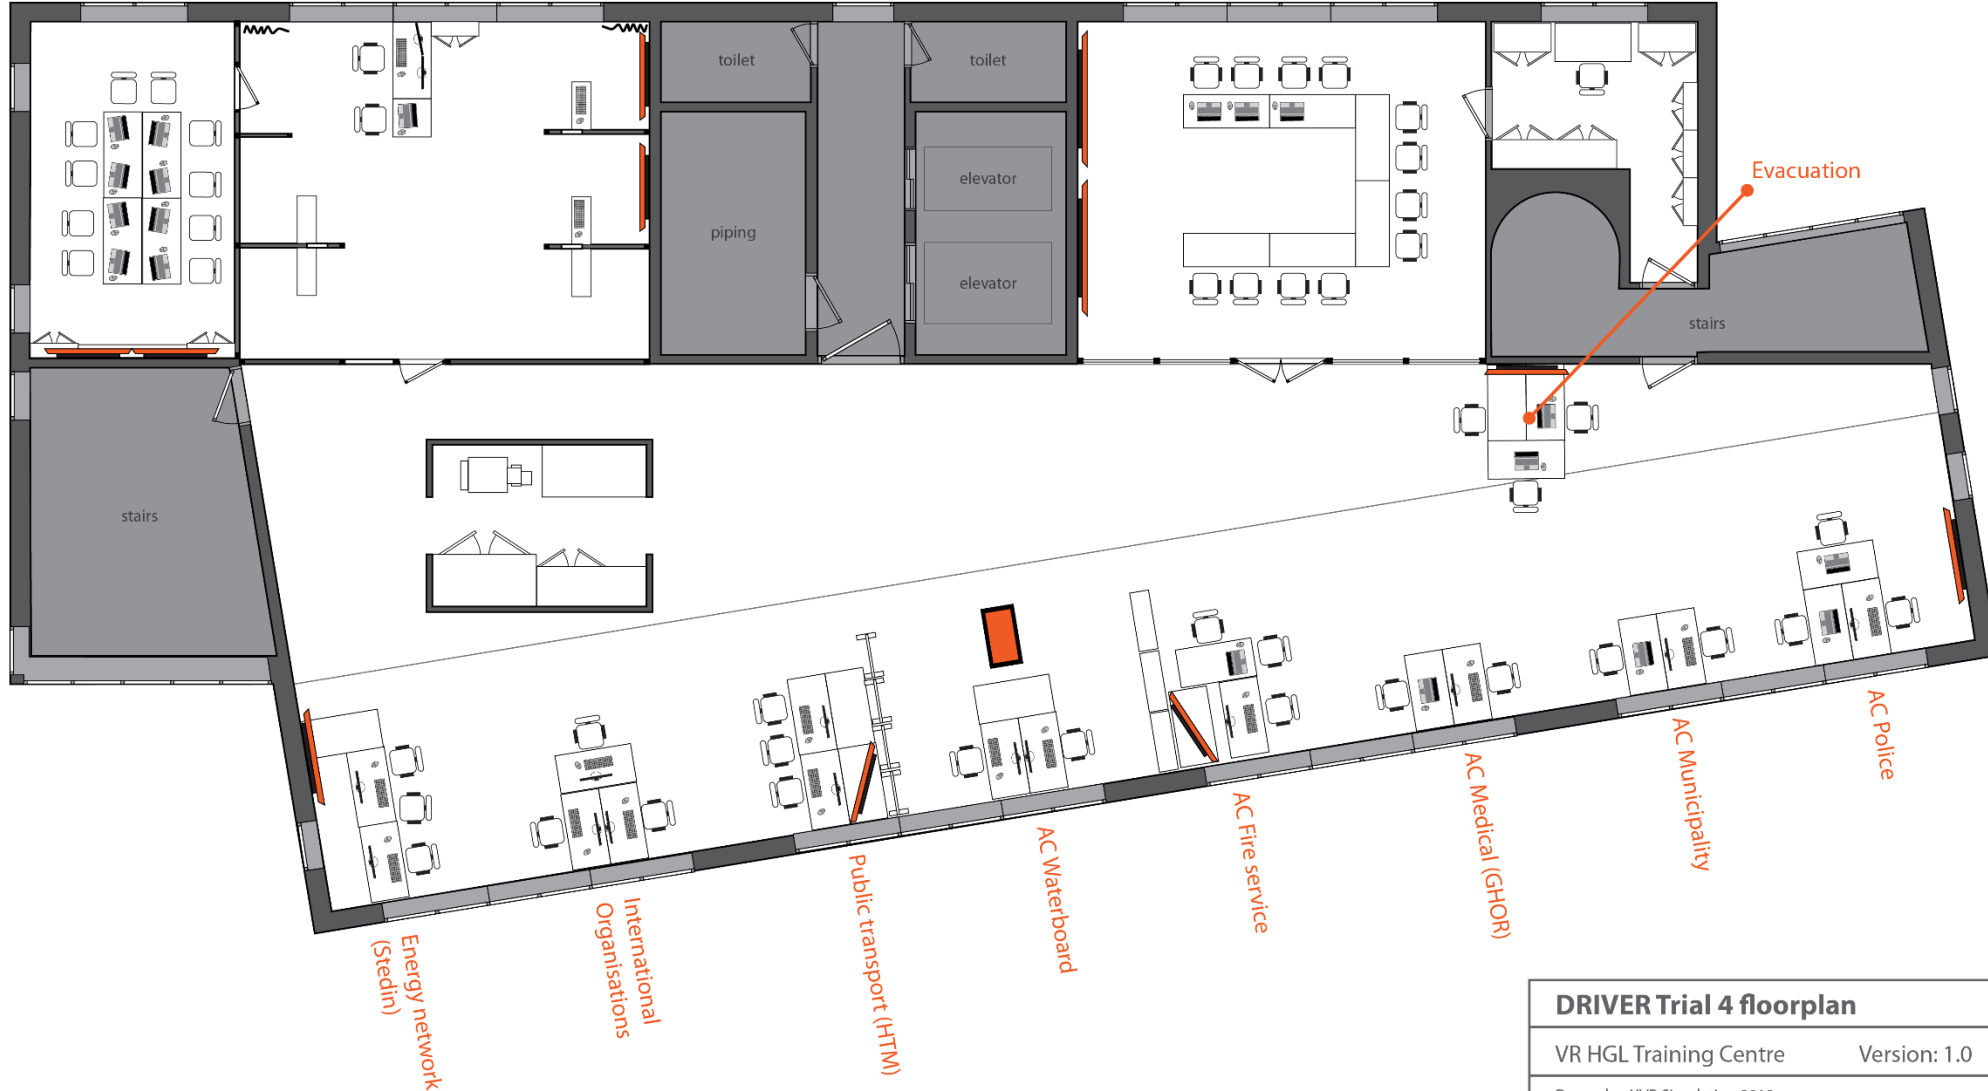 toilet
toilet
Evacuation
elevator
piping
elevator
stairs
stairs
AC Police
AC Municipality
AC Medical (GHOR)
AC Fire service
AC Waterboard
Public transport (HTM)
International
Organisations
Energy network
(Stedin)
DRIVER Trial 4 floorplan
VR HGL Training Centre Version: 1.0